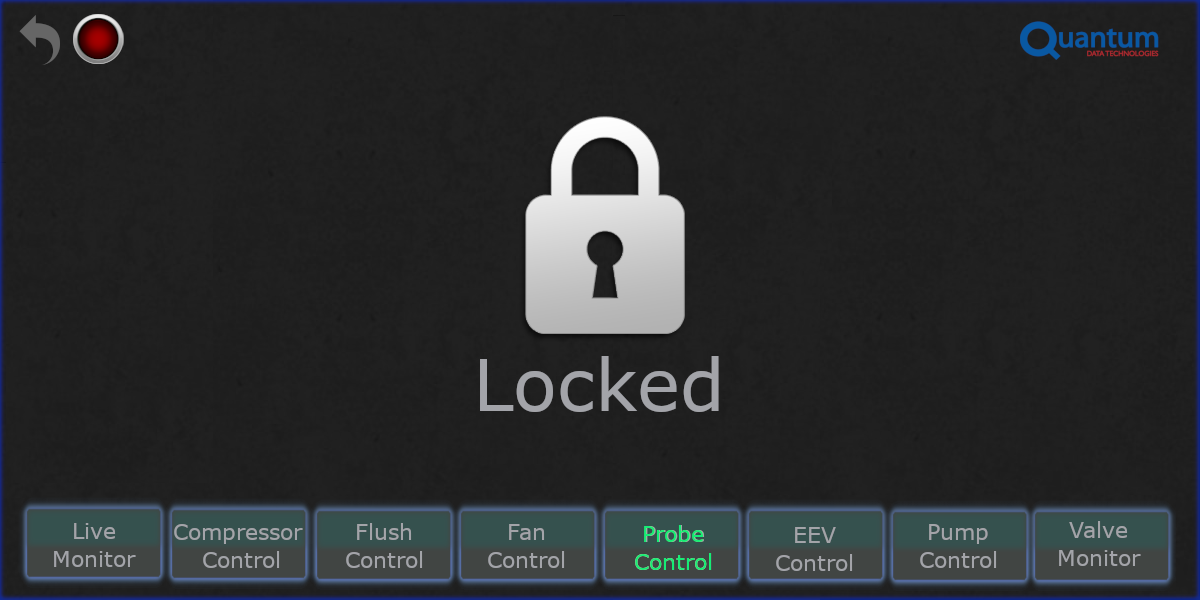 Quantum
DATA TECHNOLOGIES
Locked
Live
Monitor
Compressor
Control
Flush
Control
Fan
Control
Probe
Control
EEV
Control
Pump
Control
Valve
Monitor